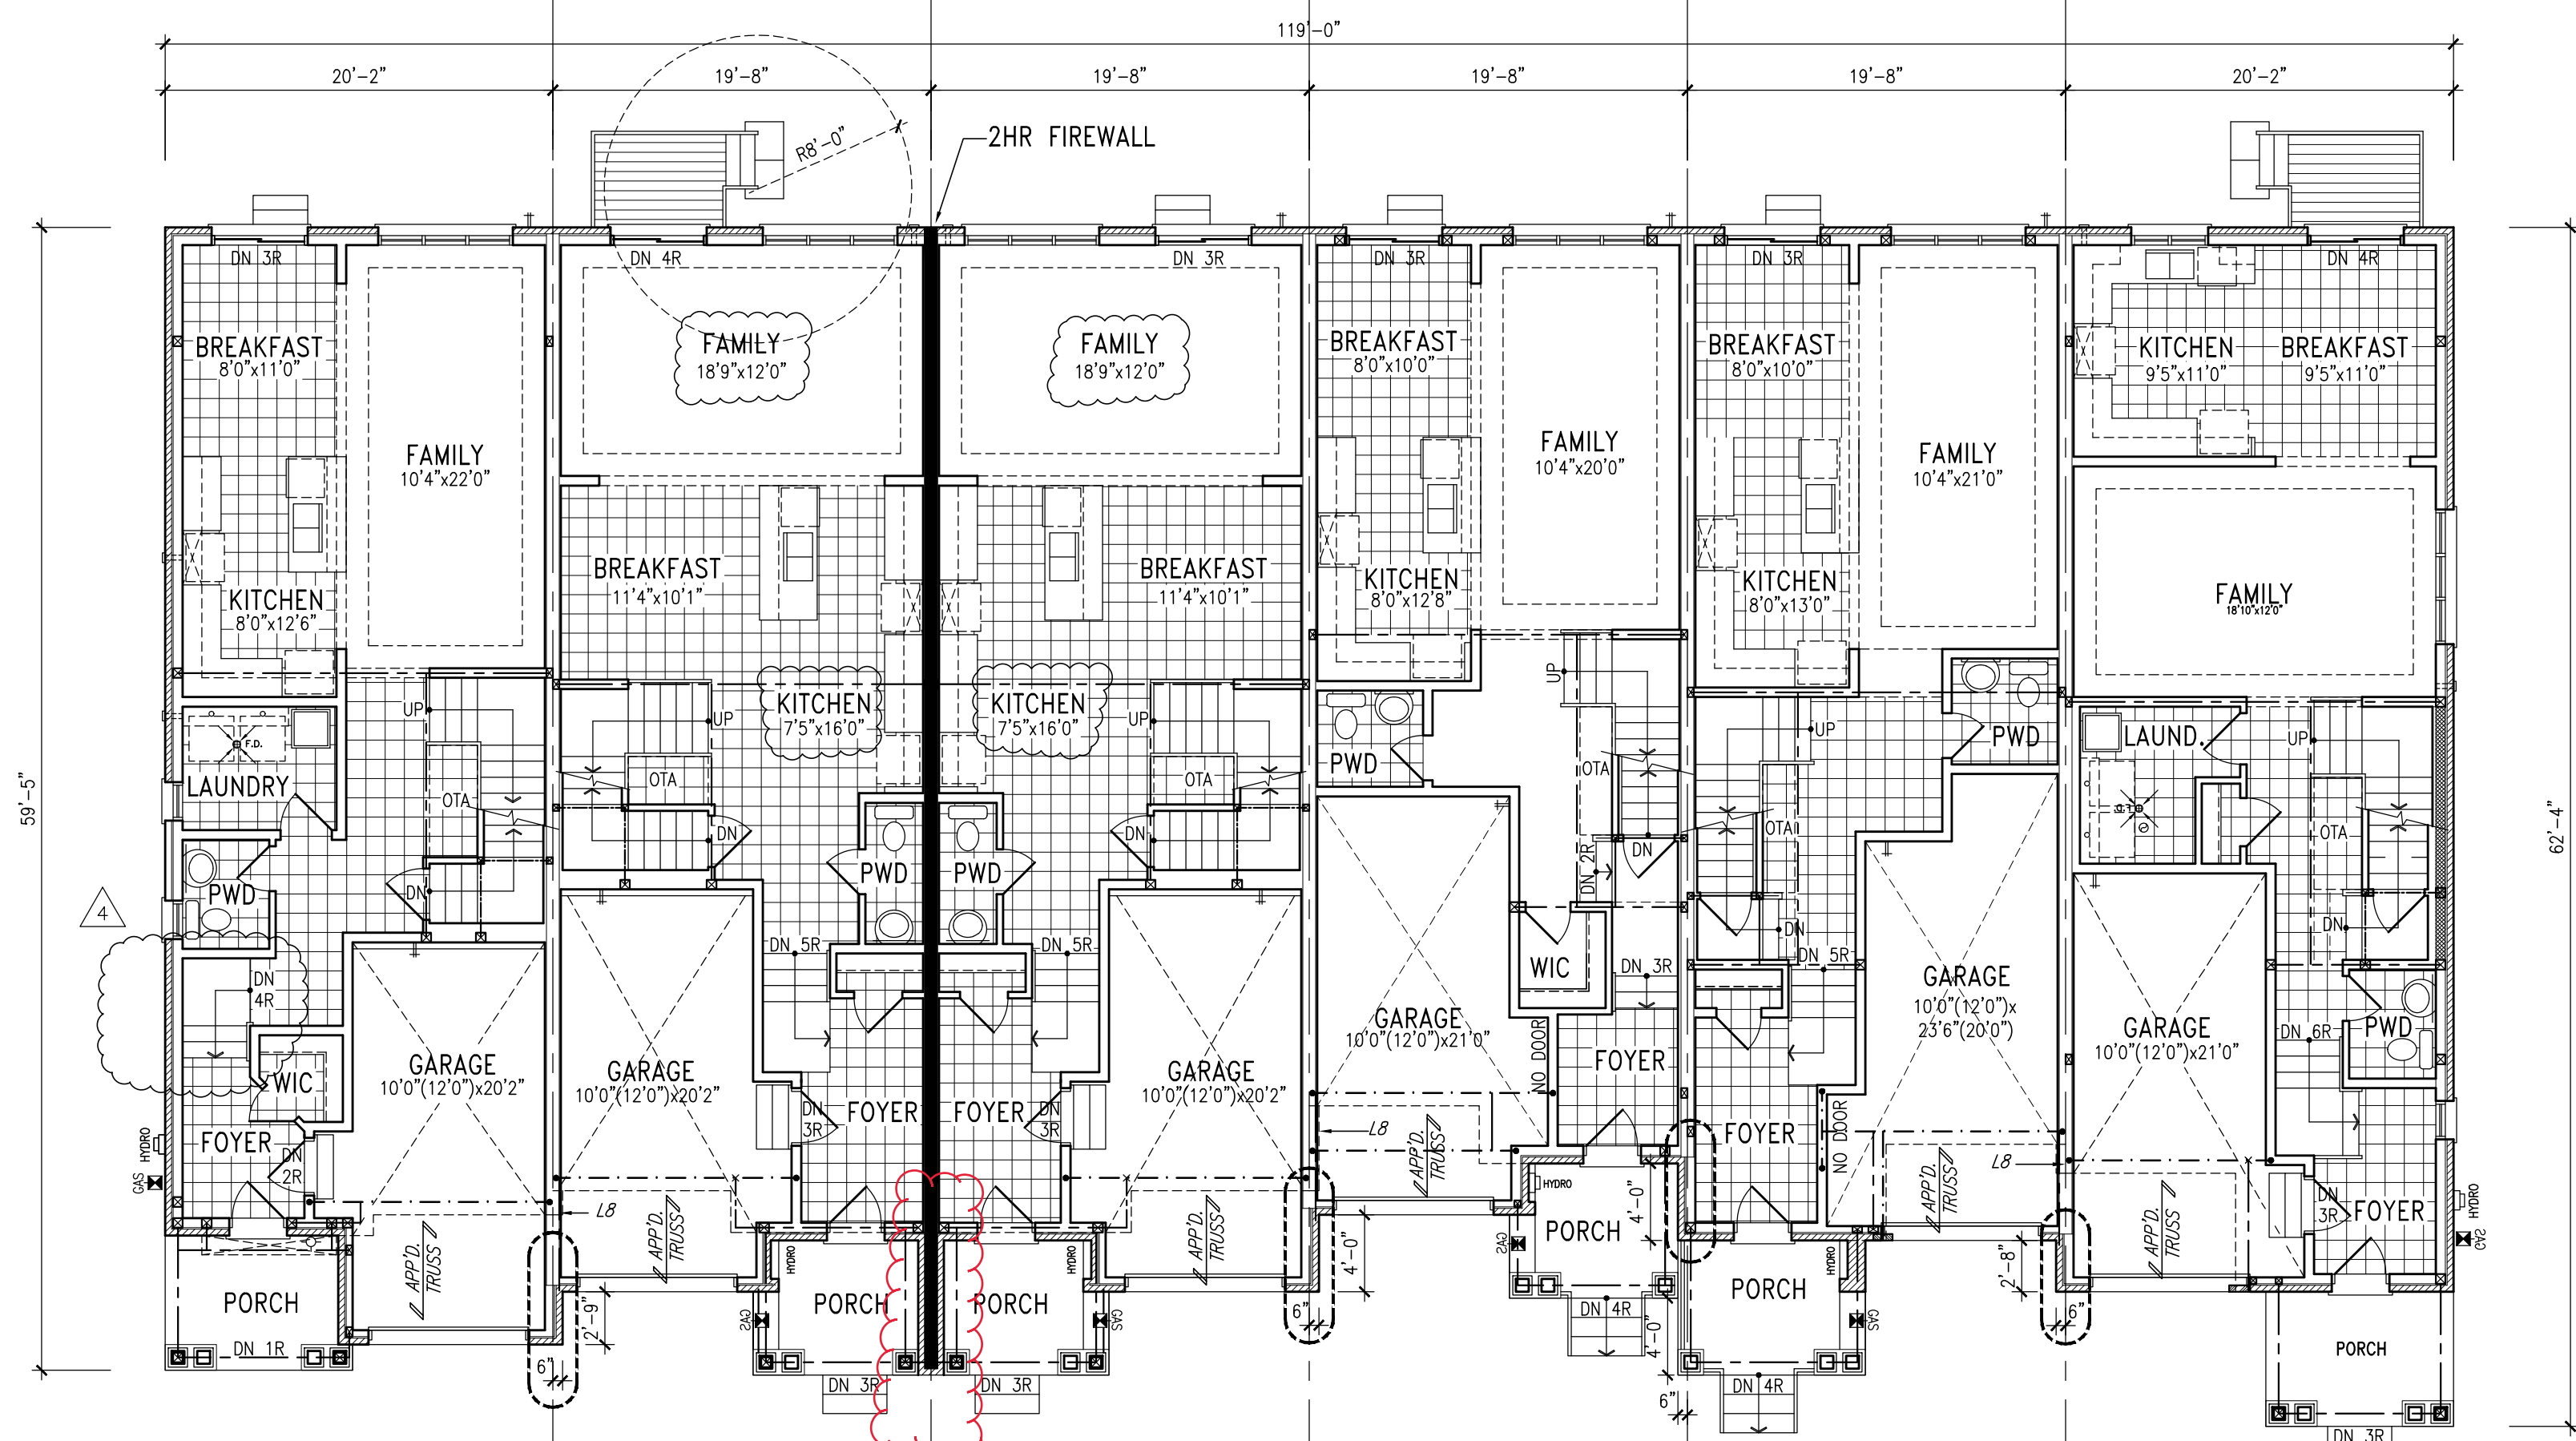 119'-0"
20'-2"
19'-8"
19'-8"
19'-8"
19'-8"
20'-2"
2HR FIREWALL
R8'-0"
DN 3R
DN 4R
DN 3R
DN 3R
DN 3R
DN 4R
BREAKFAST
8'0"x11'0"
FAMILY
18'9"x12'0"
FAMILY
18'9"x12'0"
BREAKFAST
8'0"x10'0"
BREAKFAST
8'0"x10'0"
KITCHEN
9'5"x11'0"
BREAKFAST
9'5"x11'0"
FAMILY
10'4"x22'0"
FAMILY
10'4"x20'0"
FAMILY
10'4"x21'0"
KITCHEN
8'0"x12'6"
BREAKFAST
11'4"x10'1"
BREAKFAST
11'4"x10'1"
KITCHEN
8'0"x12'8"
KITCHEN
8'0"x13'0"
FAMILY
18'10"x12'0"
UP
UP
KITCHEN
7'5"x16'0"
KITCHEN
7'5"x16'0"
UP
UP
UP
PWD
LAUND.
UP
F.D.
LAUNDRY
OTA
OTA
OTA
PWD
OTA
OTA
F.D.
OTA
59'-5"
62'-4"
PWD
DN
DN
PWD
PWD
DN
DN 2R
DN
4
DN
4R
DN 5R
DN 5R
WIC
DN 3R
DN
DN 5R
DN
WIC
GARAGE
10'0"(12'0")x20'2"
GARAGE
10'0"(12'0")x20'2"
GARAGE
10'0"(12'0")x20'2"
GARAGE
10'0"(12'0")x21'0"
NO DOOR
FOYER
GARAGE
10'0"(12'0")x
23'6"(20'0")
GARAGE
10'0"(12'0")x21'0"
DN 6R
PWD
HYDRO
GAS
FOYER
DN
2R
DN
3R
FOYER
FOYER
DN
3R
L8
FOYER
NO DOOR
L8
DN
3R
FOYER
HYDRO
GAS
L8
APP'D.
TRUSS
APP'D.
TRUSS
APP'D.
TRUSS
APP'D.
TRUSS
APP'D.
TRUSS
APP'D.
TRUSS
HYDRO
HYDRO
HYDRO
HYDRO
GAS
GAS
GAS
GAS
PORCH
PORCH
PORCH
PORCH
PORCH
PORCH
4'-0"
4'-0"
4'-0"
2'-9"
2'-8"
6"
6"
6"
6"
DN 1R
DN 3R
DN 3R
DN 4R
DN 4R
DN 3R